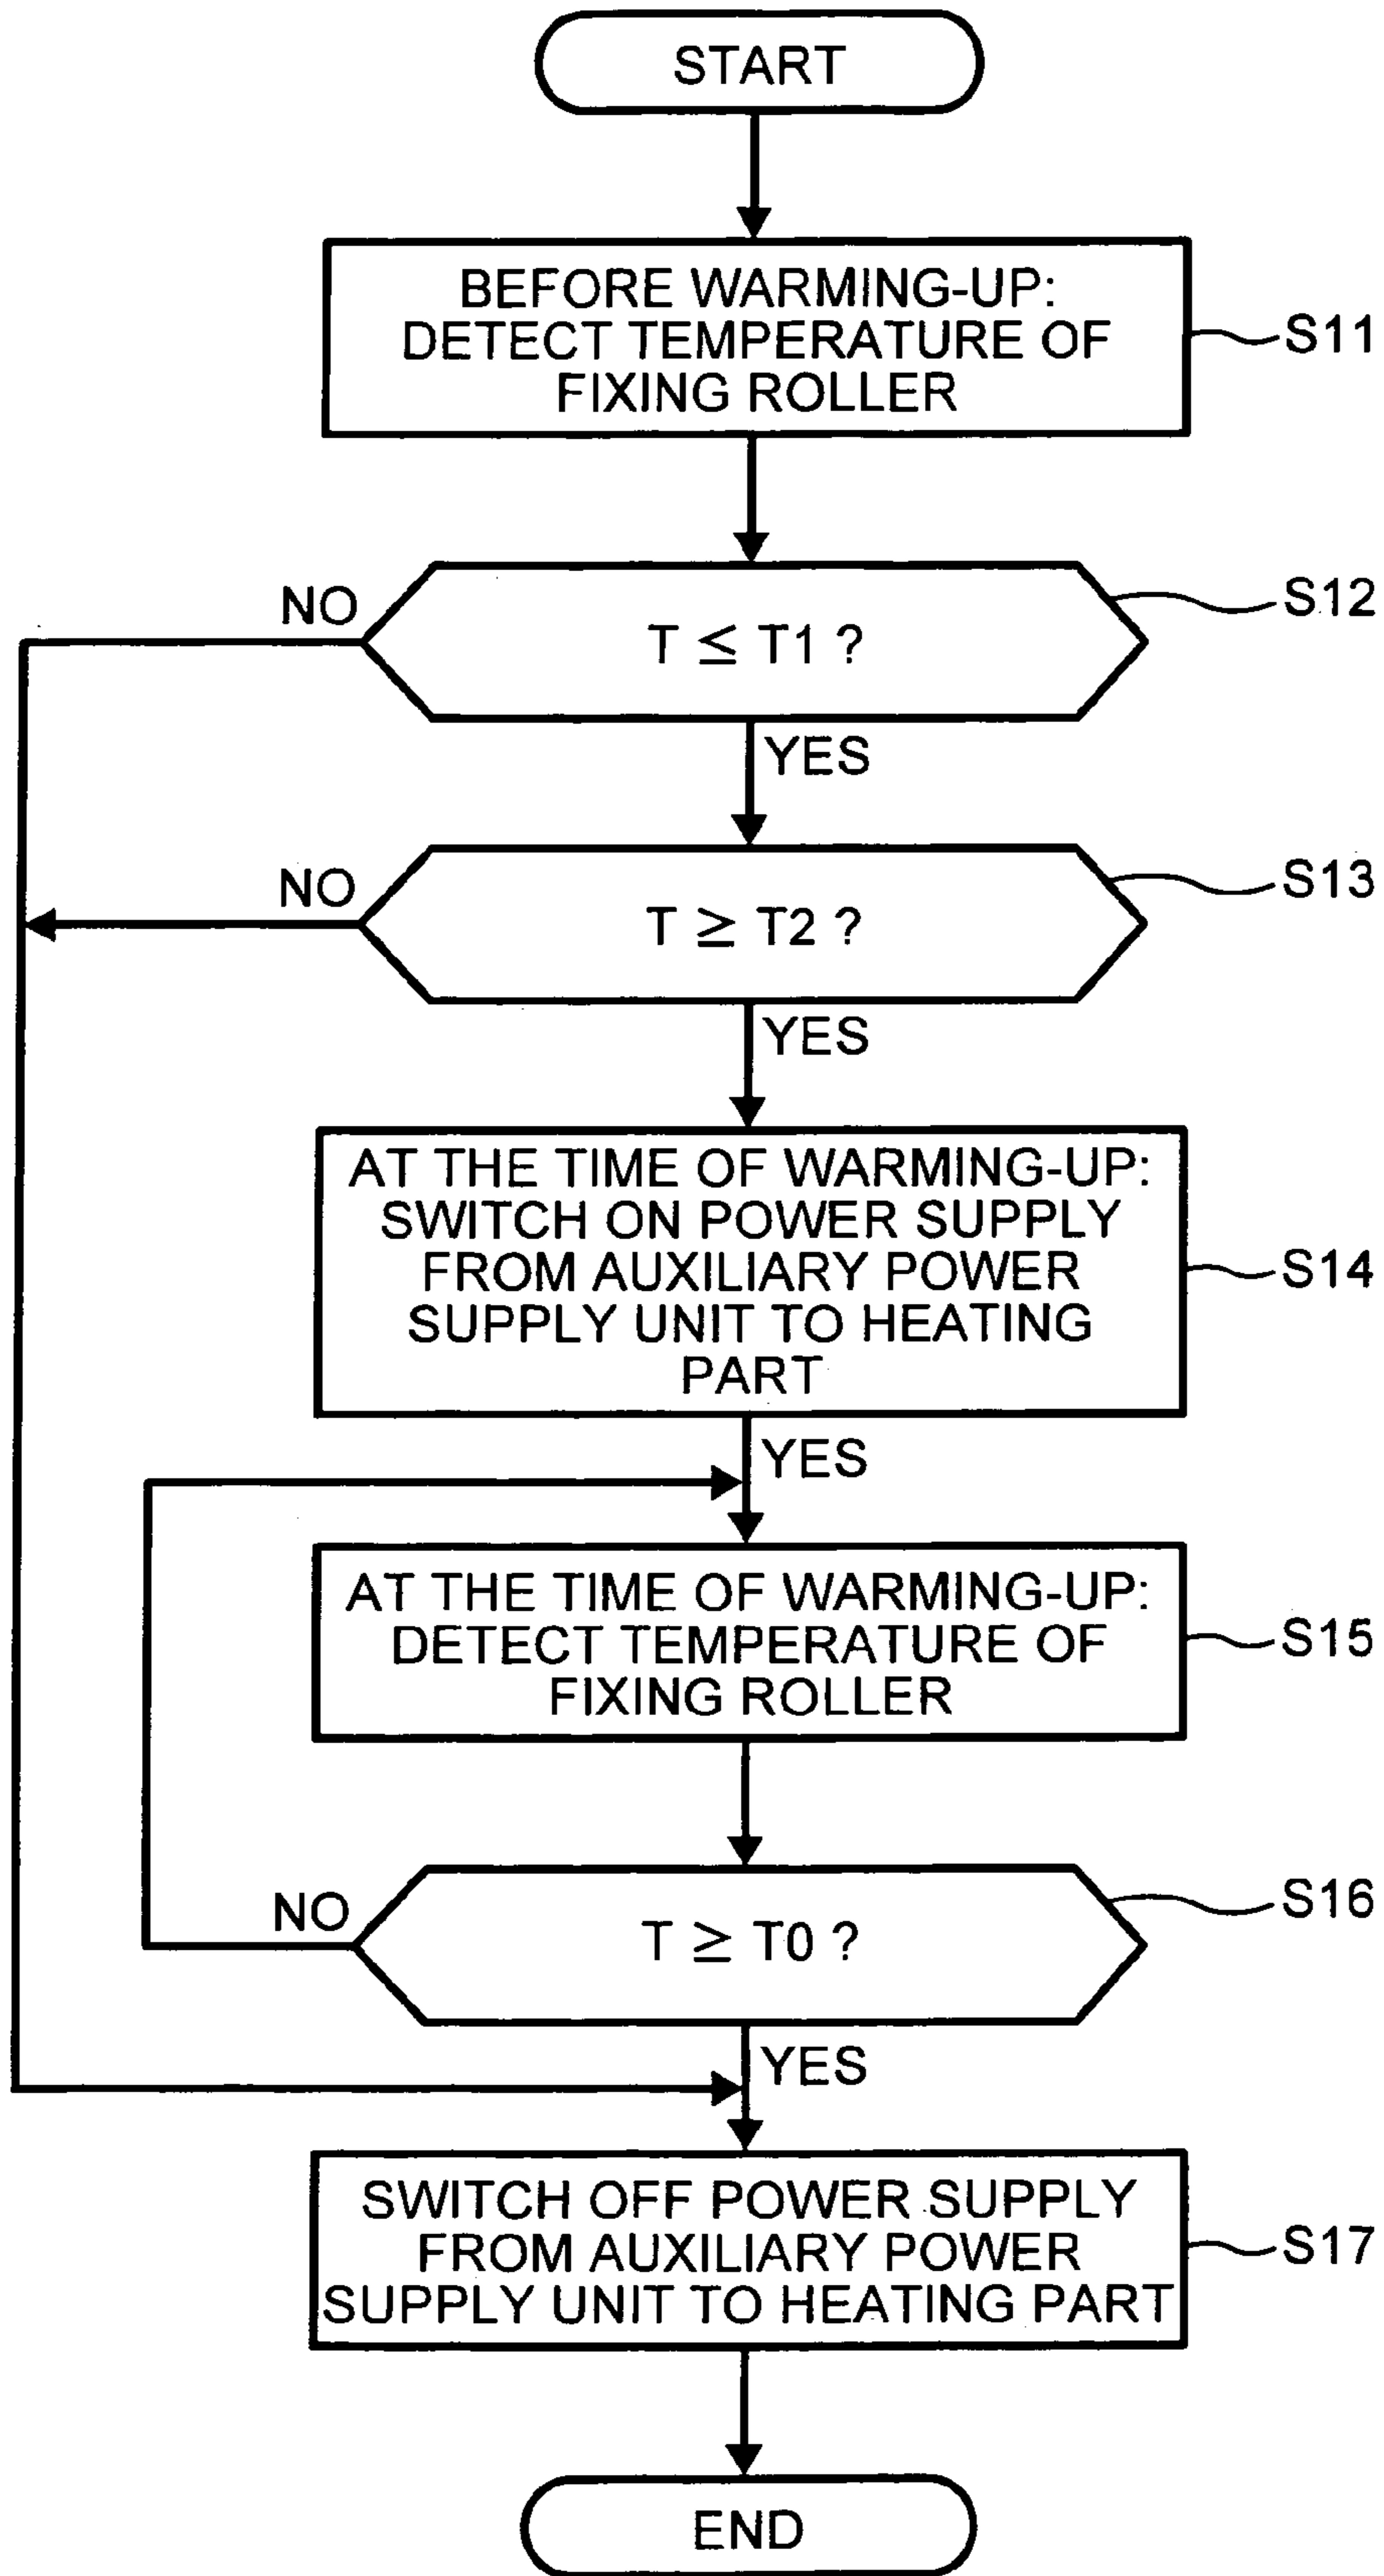 START
BEFORE WARMING-UP:
DETECT TEMPERATURE OF
FIXING ROLLER
S11
NO
T ≤ T1 ?
S12
YES
NO
T ≥ T2 ?
S13
YES
AT THE TIME OF WARMING-UP:
SWITCH ON POWER SUPPLY
FROM AUXILIARY POWER
SUPPLY UNIT TO HEATING
PART
S14
YES
AT THE TIME OF WARMING-UP:
DETECT TEMPERATURE OF
FIXING ROLLER
S15
NO
T ≥ T0 ?
S16
YES
SWITCH OFF POWER SUPPLY
FROM AUXILIARY POWER
SUPPLY UNIT TO HEATING PART
S17
END